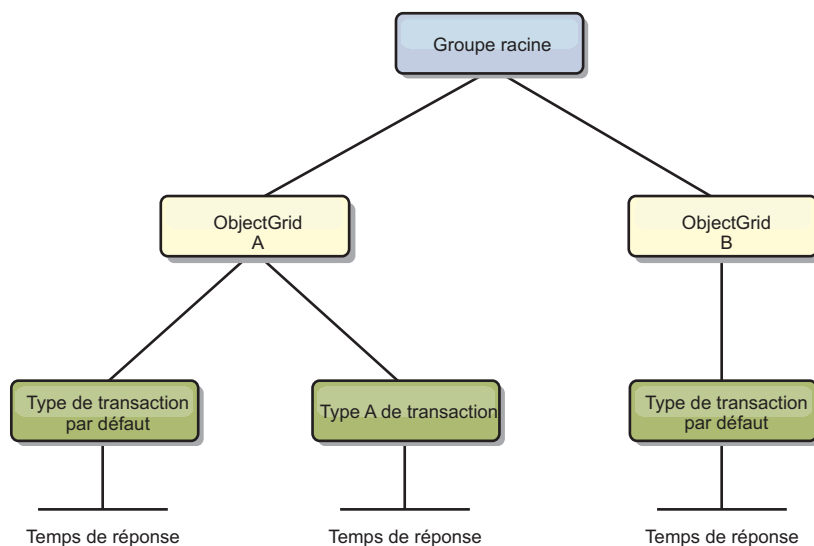 Groupe racine
ObjectGrid
A
ObjectGrid
B
Type de transaction
par défaut
Type A de transaction
Type de transaction
par défaut
Temps de réponse
Temps de réponse
Temps de réponse